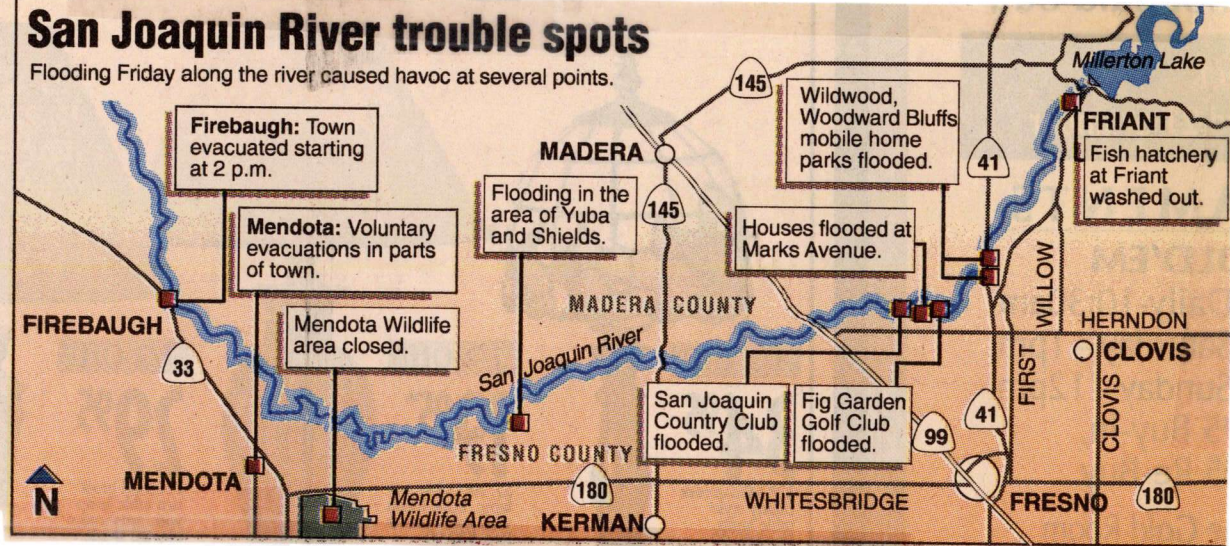 San Joaquin River trouble spots
Flooding Friday along the river caused havoc at several points.
Firebaugh: Town
evacuated starting
at 2 p.m.
Mendota: Voluntary
evacuations in parts
of town.
Mendota Wildlife
area closed.
Flooding in the
area of Yuba
and Shields.
Wildwood,
Woodward Bluffs
mobile home
parks flooded.
Houses flooded at
Marks Avenue.
Fish hatchery
at Friant
washed out.
San Joaquin
Country Club
flooded.
Fig Garden
Golf Club
flooded.
Millerton Lake
FRIANT
MADERA
145
145
41
MADERA COUNTY
San Joaquin River
FRESNO COUNTY
FIREBAUGH
33
MENDOTA
N
Mendota
Wildlife Area
180
KERMAN
WHITESBRIDGE
99
41
FIRST
WILLOW
HERNDON
CLOVIS
CLOVIS
FRESNO
180